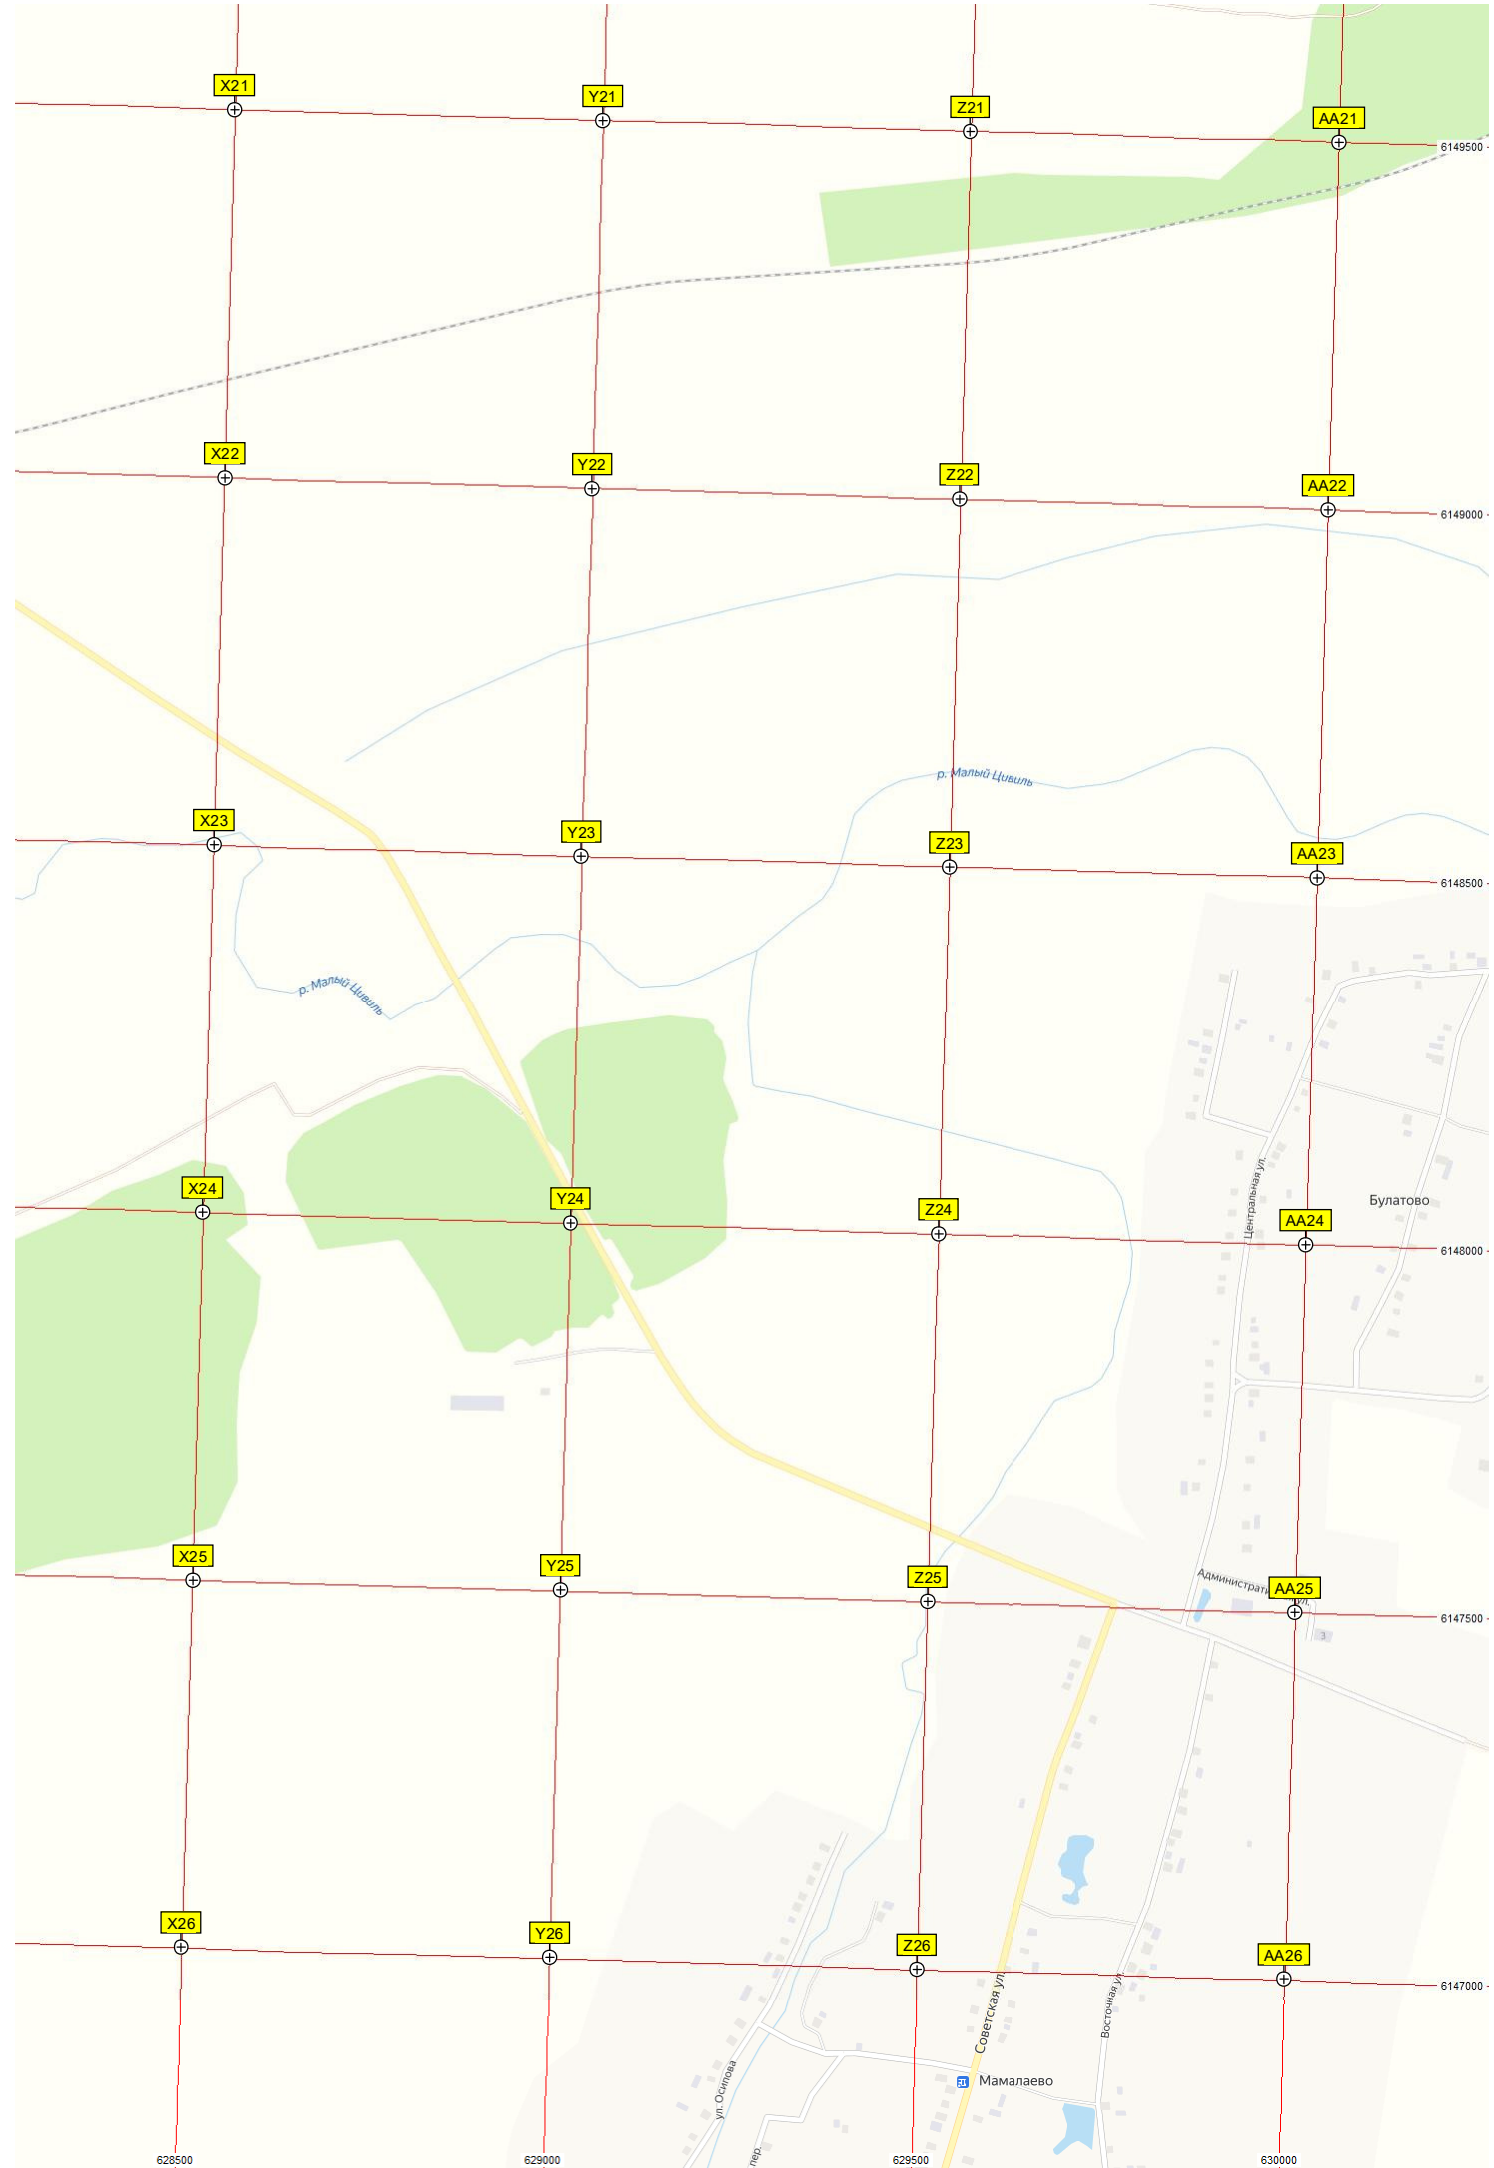 X21
Y21
Z21
AA21
6149500
X22
Y22
Z22
AA22
6149000
р. Малый Цивиль
X23
Y23
Z23
AA23
6148500
р. Малый Цивиль
Центральная ул.
X24
Y24
Z24
AA24
Булатово
6148000
X25
Y25
Z25
AA25
6147500
3
X26
Y26
Z26
AA26
6147000
Советская ул.
Восточная ул.
ул. Осипова
Мамалаево
пер.
628500
629000
629500
630000